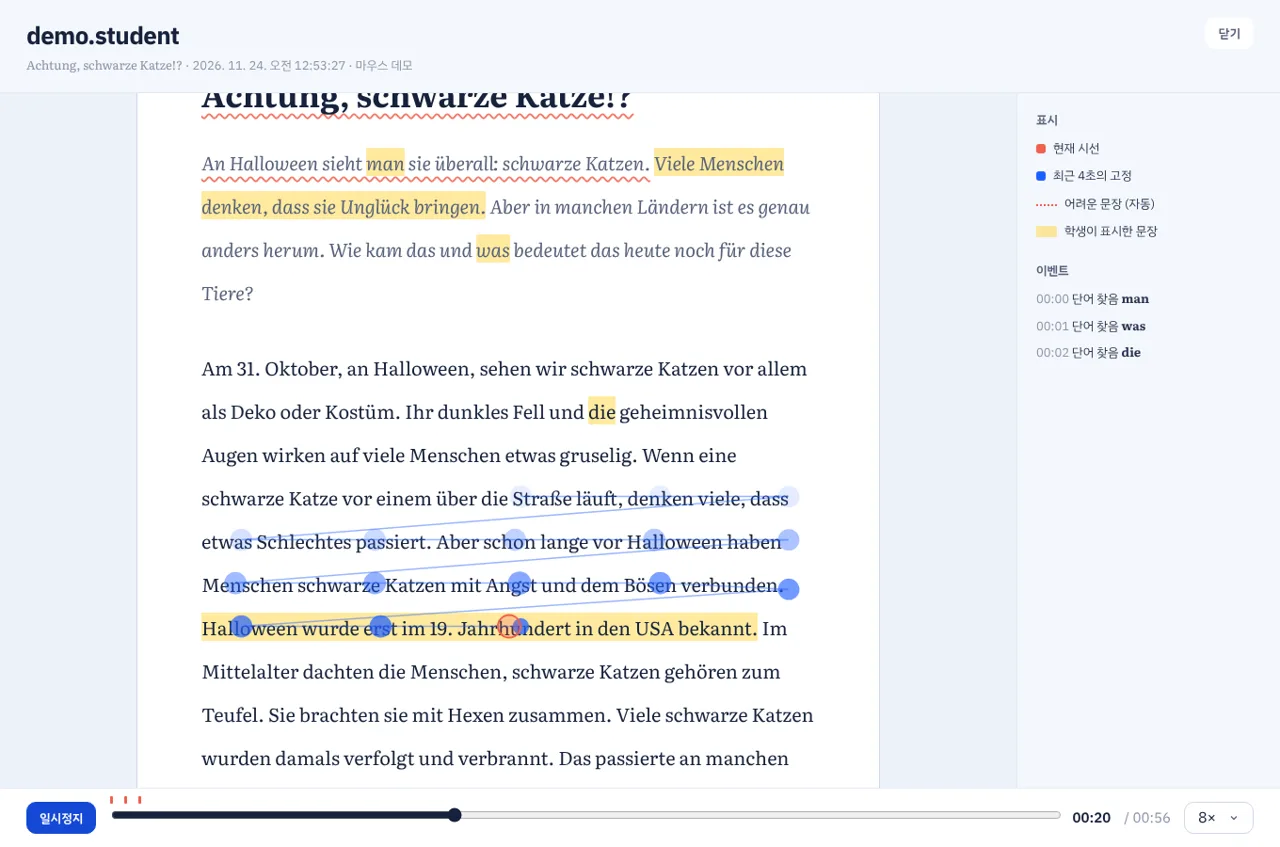 demo.student
닫기
Achtung, schwarze Katze!? · 2026. 11. 24. 오전 12:53:27 · 마우스 데모
Achtung, schwarze Katze!?
An Halloween sieht man sie überall: schwarze Katzen. Viele Menschen
denken, dass sie Unglück bringen. Aber in manchen Ländern ist es genau
anders herum. Wie kam das und was bedeutet das heute noch für diese
Tiere?
Am 31. Oktober, an Halloween, sehen wir schwarze Katzen vor allem
als Deko oder Kostüm. Ihr dunkles Fell und die geheimnisvollen
Augen wirken auf viele Menschen etwas gruselig. Wenn eine
schwarze Katze vor einem über die Straße läuft, denken viele, dass
etwas Schlechtes passiert. Aber schon lange vor Halloween haben
Menschen schwarze Katzen mit Angst und dem Bösen verbunden.
Halloween wurde erst im 19. Jahrhundert in den USA bekannt. Im
Mittelalter dachten die Menschen, schwarze Katzen gehören zum
Teufel. Sie brachten sie mit Hexen zusammen. Viele schwarze Katzen
wurden damals verfolgt und verbrannt. Das passierte an manchen
표시
현재 시선
최근 4초의 고정
어려운 문장 (자동)
학생이 표시한 문장
이벤트
00:00 단어 찾음 man
00:01 단어 찾음 was
00:02 단어 찾음 die
일시정지
00:20 / 00:56
8×